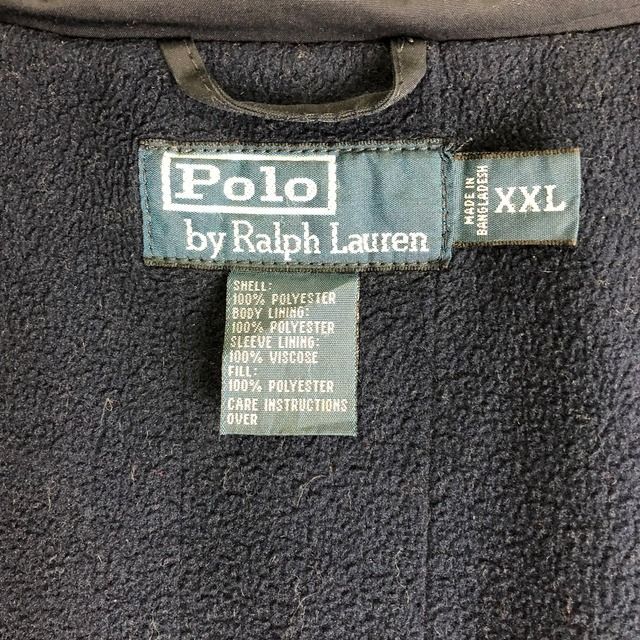 Polo
by Ralph Lauren
MADE IN
BANGLADESH
XXL
SHELL:
100% POLYESTER
BODY LINING:
100% POLYESTER
SLEEVE LINING:
100% VISCOSE
FILL:
100% POLYESTER
CARE INSTRUCTIONS
OVER